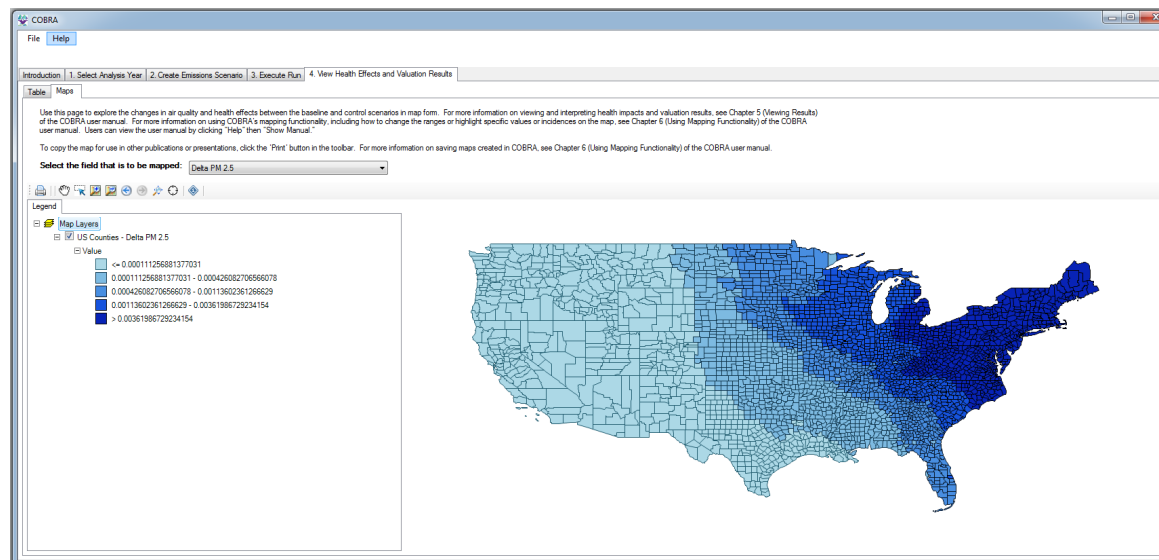 COBRA
File Help
Introduction 1. Select Analysis Year 2. Create Emissions Scenario 3. Execute Run 4. View Health Effects and Valuation Results
Table Maps
Use this page to explore the changes in air quality and health effects between the baseline and control scenarios in map form. For more information on viewing and interpreting health impacts and valuation results, see Chapter 5 (Viewing Results)
of the COBRA user manual. For more information on using COBRA's mapping functionality, including how to change the ranges or highlight specific values or incidences on the map, see Chapter 6 (Using Mapping Functionality) of the COBRA
user manual. Users can view the user manual by clicking "Help" then "Show Manual."
To copy the map for use in other publications or presentations, click the 'Print' button in the toolbar. For more information on saving maps created in COBRA, see Chapter 6 (Using Mapping Functionality) of the COBRA user manual.
Select the field that is to be mapped: Delta PM 2.5
Legend
Map Layers
US Counties - Delta PM 2.5
Value
<= 0.000111256881377031
0.000111256881377031 - 0.000426082706566078
0.000426082706566078 - 0.00113602361266629
0.00113602361266629 - 0.00361986729234154
> 0.00361986729234154